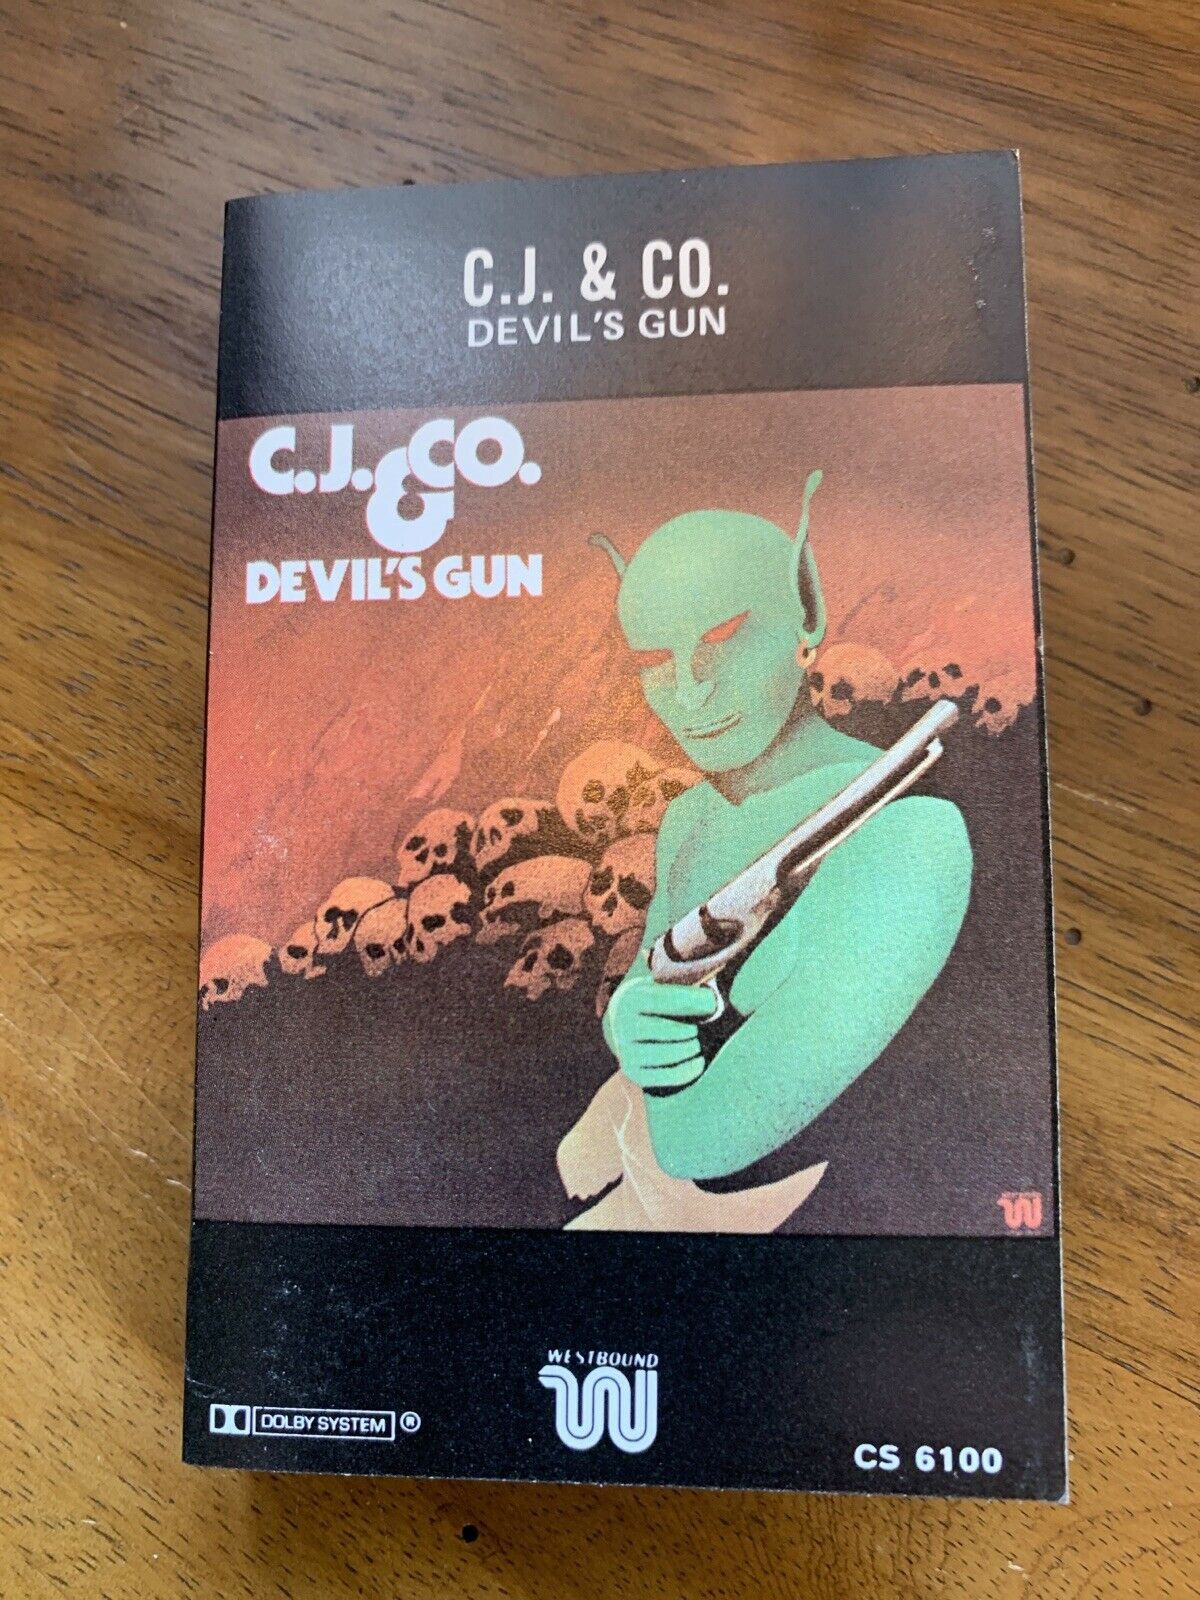 C.J. & CO.
DEVIL'S GUN
C.J. & CO.
DEVIL'S GUN
WESTBOUND
DOLBY SYSTEM ®
CS 6100